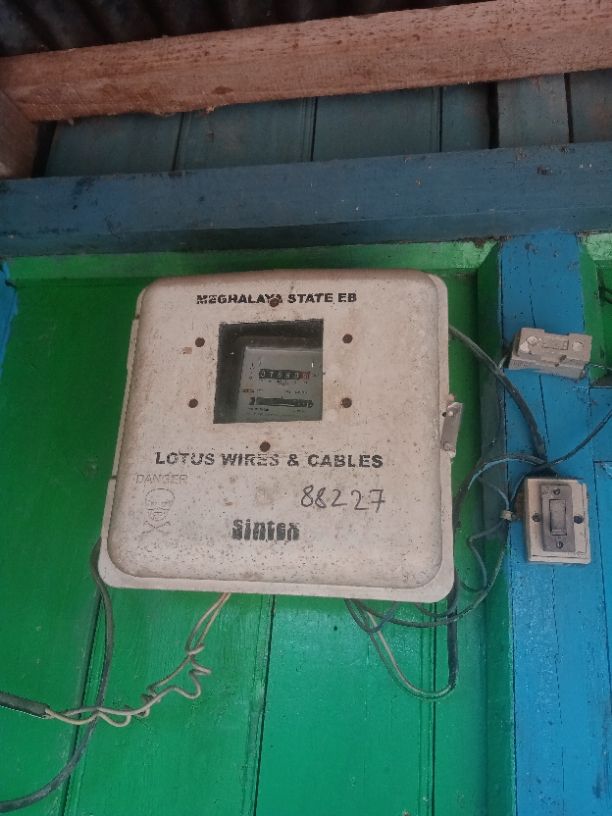 MEGHALAYA STATE EB
LOTUS WIRES & CABLES
DANGER
88227
Sintex